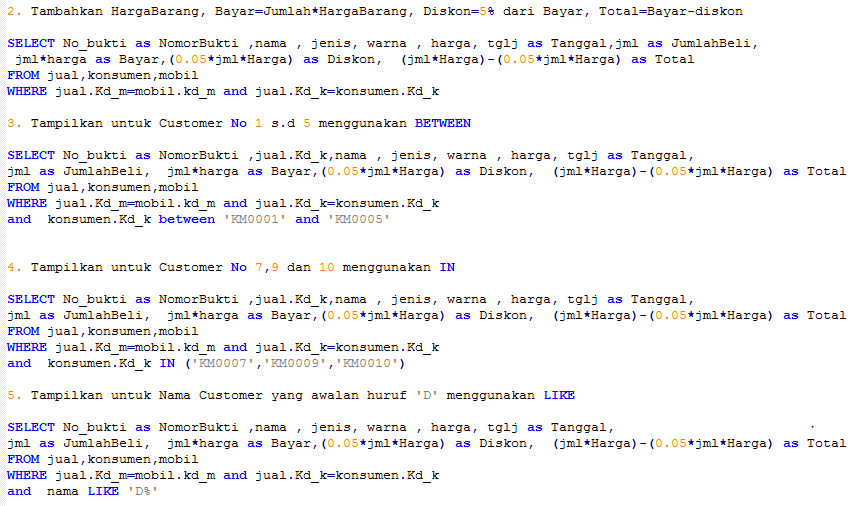 2. Tambahkan HargaBarang, Bayar=Jumlah*HargaBarang, Diskon=5% dari Bayar, Total=Bayar-diskon
SELECT No_bukti as NomorBukti ,nama , jenis, warna , harga, tglj as Tanggal,jml as JumlahBeli,
jml*harga as Bayar,(0.05*jml*Harga) as Diskon,  (jml*Harga)-(0.05*jml*Harga) as Total
FROM jual,konsumen,mobil
WHERE jual.Kd_m=mobil.kd_m and jual.Kd_k=konsumen.Kd_k
3. Tampilkan untuk Customer No 1 s.d 5 menggunakan BETWEEN
SELECT No_bukti as NomorBukti ,jual.Kd_k,nama , jenis, warna , harga, tglj as Tanggal,
jml as JumlahBeli,  jml*harga as Bayar,(0.05*jml*Harga) as Diskon,  (jml*Harga)-(0.05*jml*Harga) as Total
FROM jual,konsumen,mobil
WHERE jual.Kd_m=mobil.kd_m and jual.Kd_k=konsumen.Kd_k
and  konsumen.Kd_k between 'KM0001' and 'KM0005'
4. Tampilkan untuk Customer No 7,9 dan 10 menggunakan IN
SELECT No_bukti as NomorBukti ,jual.Kd_k,nama , jenis, warna , harga, tglj as Tanggal,
jml as JumlahBeli,  jml*harga as Bayar,(0.05*jml*Harga) as Diskon,  (jml*Harga)-(0.05*jml*Harga) as Total
FROM jual,konsumen,mobil
WHERE jual.Kd_m=mobil.kd_m and jual.Kd_k=konsumen.Kd_k
and  konsumen.Kd_k IN ('KM0007','KM0009','KM0010')
5. Tampilkan untuk Nama Customer yang awalan huruf 'D' menggunakan LIKE
SELECT No_bukti as NomorBukti ,nama , jenis, warna , harga, tglj as Tanggal,
jml as JumlahBeli,  jml*harga as Bayar,(0.05*jml*Harga) as Diskon,  (jml*Harga)-(0.05*jml*Harga) as Total
FROM jual,konsumen,mobil
WHERE jual.Kd_m=mobil.kd_m and jual.Kd_k=konsumen.Kd_k
and  nama LIKE 'D%'